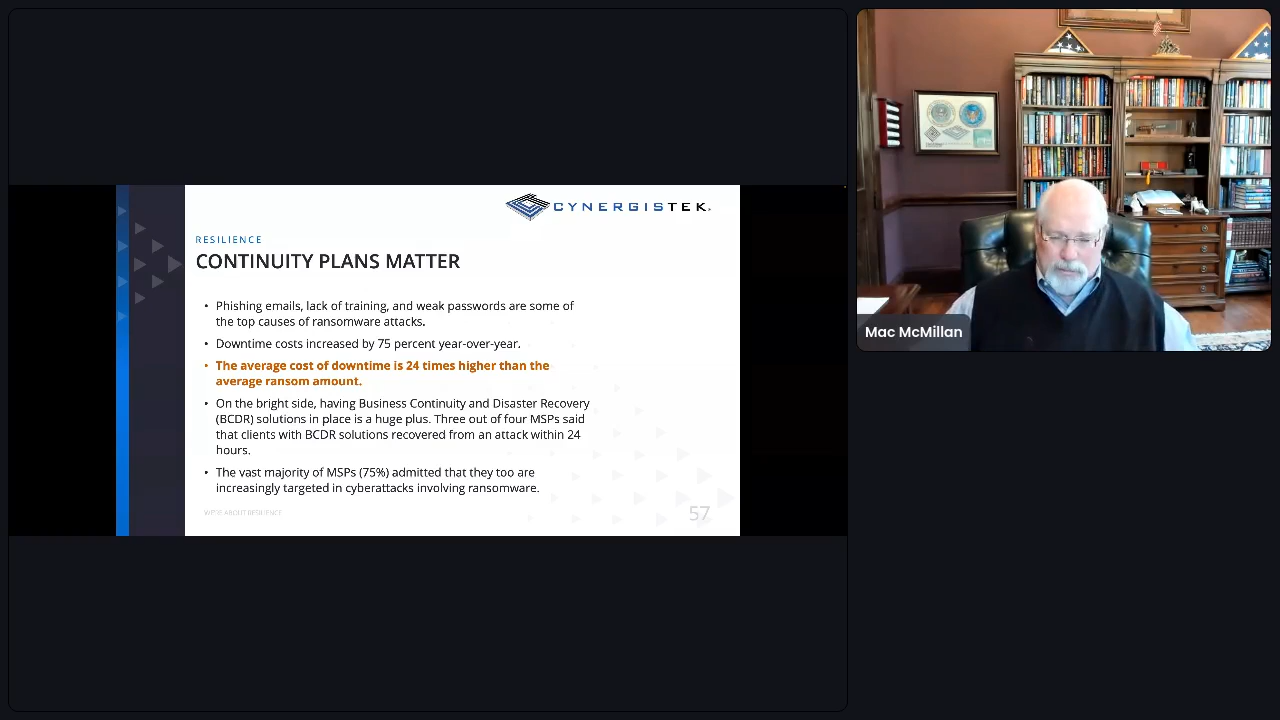 CYNERGISTEK
RESILIENCE
CONTINUITY PLANS MATTER
• Phishing emails, lack of training, and weak passwords are some of
the top causes of ransomware attacks.
• Downtime costs increased by 75 percent year-over-year.
• The average cost of downtime is 24 times higher than the
average ransom amount.
• On the bright side, having Business Continuity and Disaster Recovery
(BCDR) solutions in place is a huge plus. Three out of four MSPs said
that clients with BCDR solutions recovered from an attack within 24
hours.
• The vast majority of MSPs (75%) admitted that they too are
increasingly targeted in cyberattacks involving ransomware.
WE'RE ABOUT RESILIENCE
57
Mac McMillan